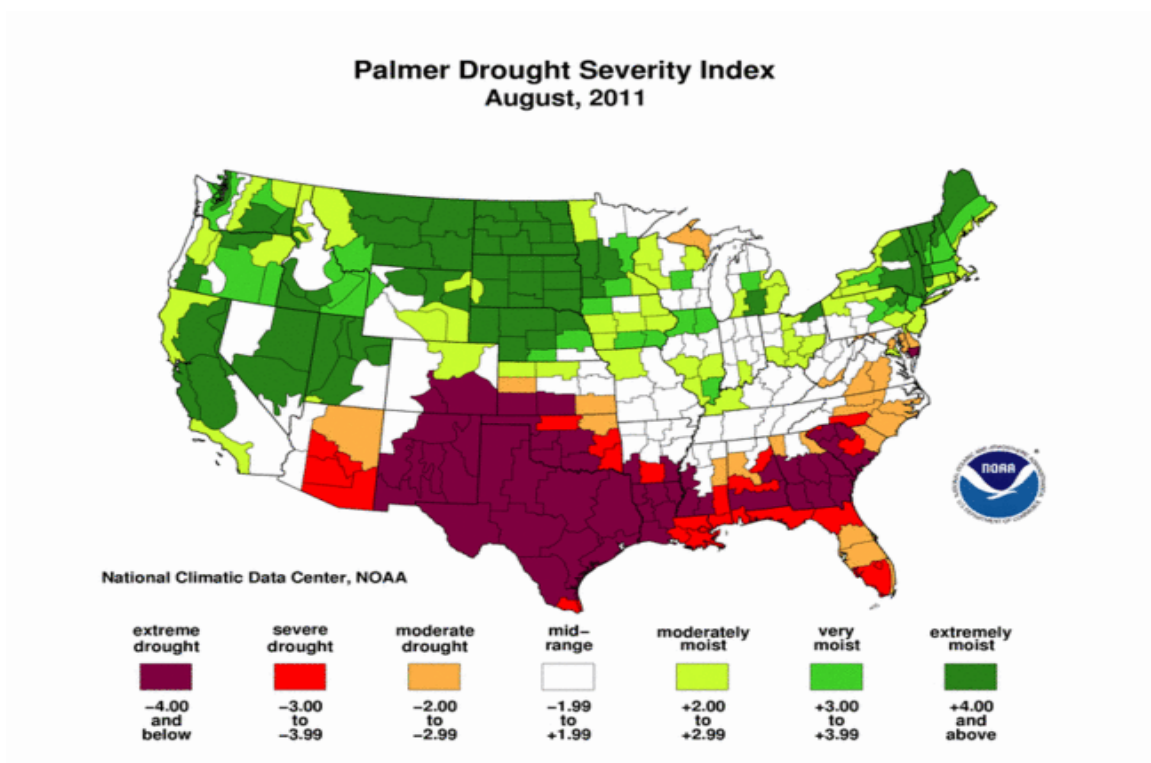 Palmer Drought Severity Index
August, 2011
NOAA
National Climatic Data Center, NOAA
extreme
drought
severe
drought
moderate
drought
mid-
range
moderately
moist
very
moist
extremely
moist
-4.00
and
below
-3.00
to
-3.99
-2.00
to
-2.99
-1.99
to
+1.99
+2.00
to
+2.99
+3.00
to
+3.99
+4.00
and
above